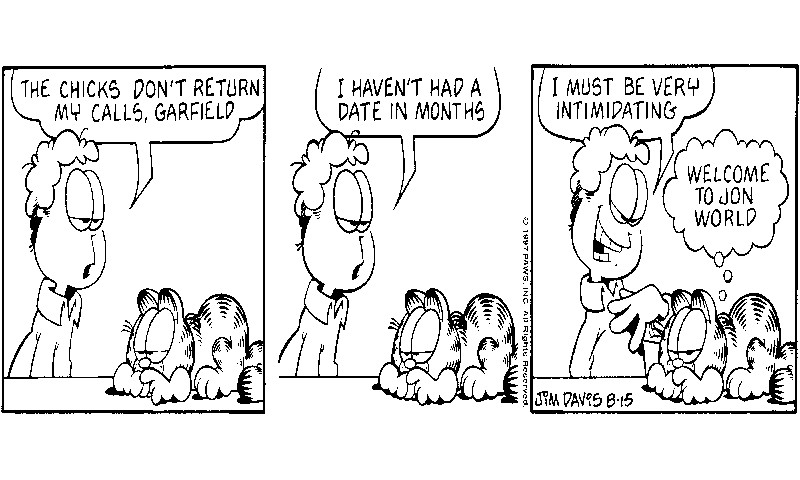 THE CHICKS DON'T RETURN
MY CALLS, GARFIELD
I HAVEN'T HAD A
DATE IN MONTHS
I MUST BE VERY
INTIMIDATING
WELCOME
TO JON
WORLD
© 1997 PAWS, INC. All Rights Reserved.
JIM DAVIS 8-15